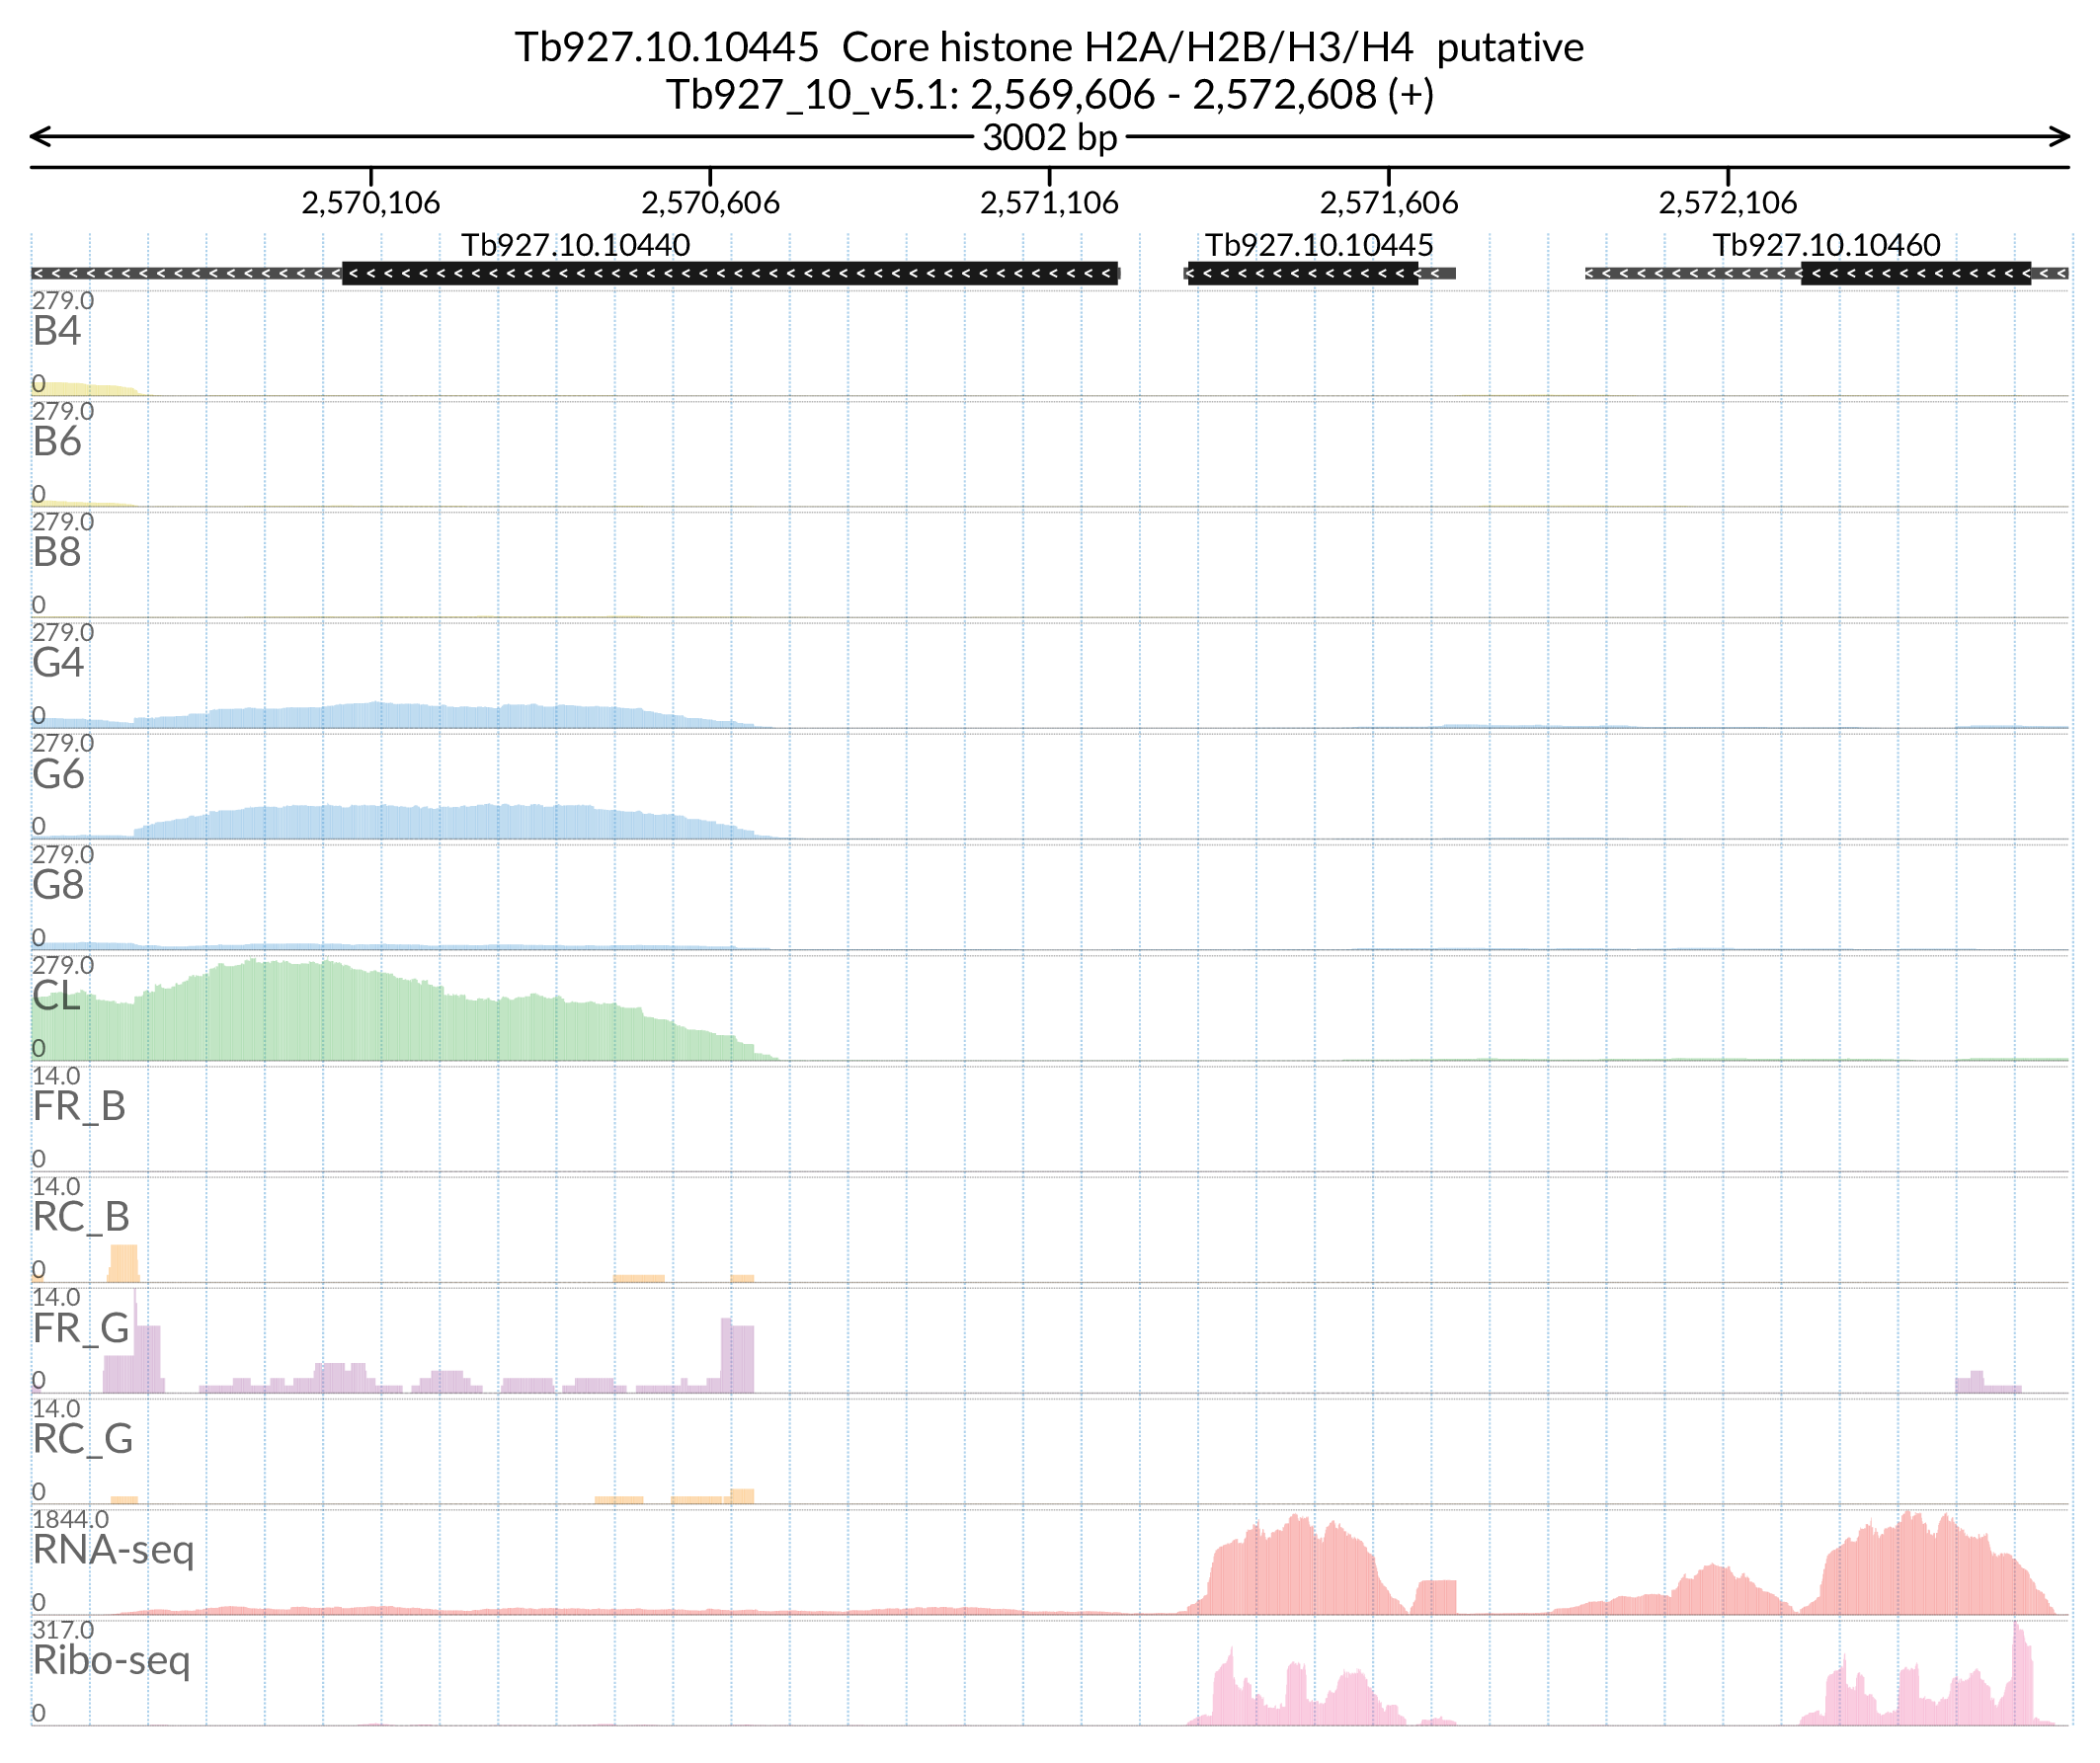 Tb927.10.10445  Core histone H2A/H2B/H3/H4  putative
Tb927_10_v5.1: 2,569,606 - 2,572,608 (+)
3002 bp
2,570,106 2,570,606 2,571,106 2,571,606 2,572,106
Tb927.10.10440 Tb927.10.10445 Tb927.10.10460
279.0
B4
0
279.0
B6
0
279.0
B8
0
279.0
G4
0
279.0
G6
0
279.0
G8
0
279.0
CL
0
14.0
FR_B
0
14.0
RC_B
0
14.0
FR_G
0
14.0
RC_G
0
1844.0
RNA-seq
0
317.0
Ribo-seq
0